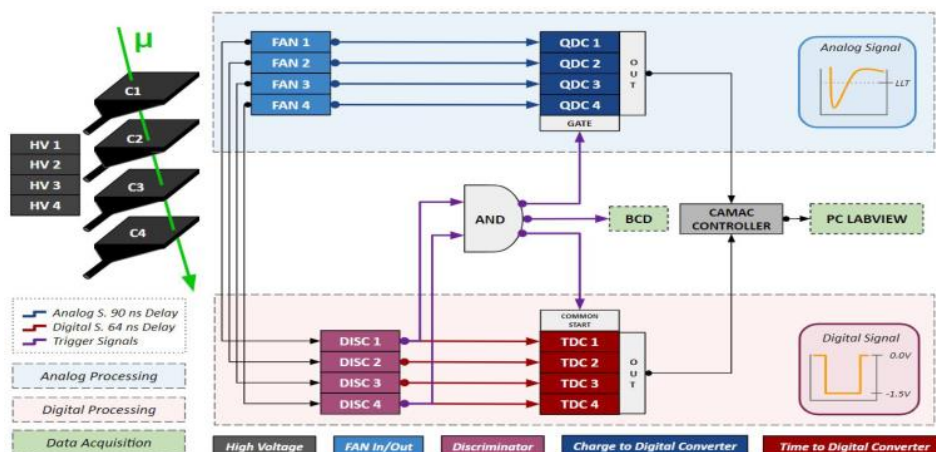 μ
C1
C2
C3
C4
HV 1
HV 2
HV 3
HV 4
Analog S. 90 ns Delay
Digital S. 64 ns Delay
Trigger Signals
Analog Processing
Digital Processing
Data Acquisition
FAN 1
FAN 2
FAN 3
FAN 4
QDC 1
QDC 2
QDC 3
QDC 4
GATE
OUT
Analog Signal
LLT
AND
BCD
CAMAC
CONTROLLER
PC LABVIEW
DISC 1
DISC 2
DISC 3
DISC 4
COMMON
START
TDC 1
TDC 2
TDC 3
TDC 4
OUT
Digital Signal
0.0V
-1.5V
High Voltage
FAN In/Out
Discriminator
Charge to Digital Converter
Time to Digital Converter